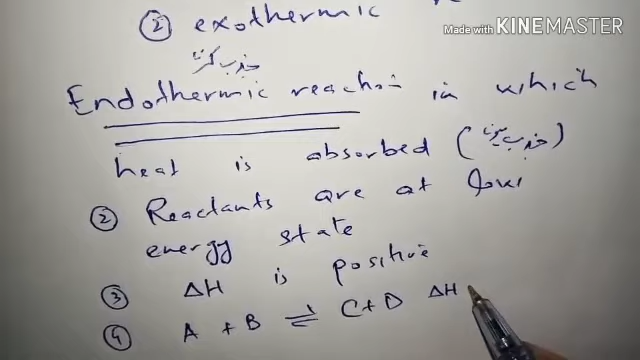 Made with KINEMASTER
② exothermic
جذب کرنا
Endothermic reaction in which
heat is absorbed (جذب ہونا)
② Reactants are at low
energy state
③ ΔH is positive
④ A + B ⇌ C + D ΔH